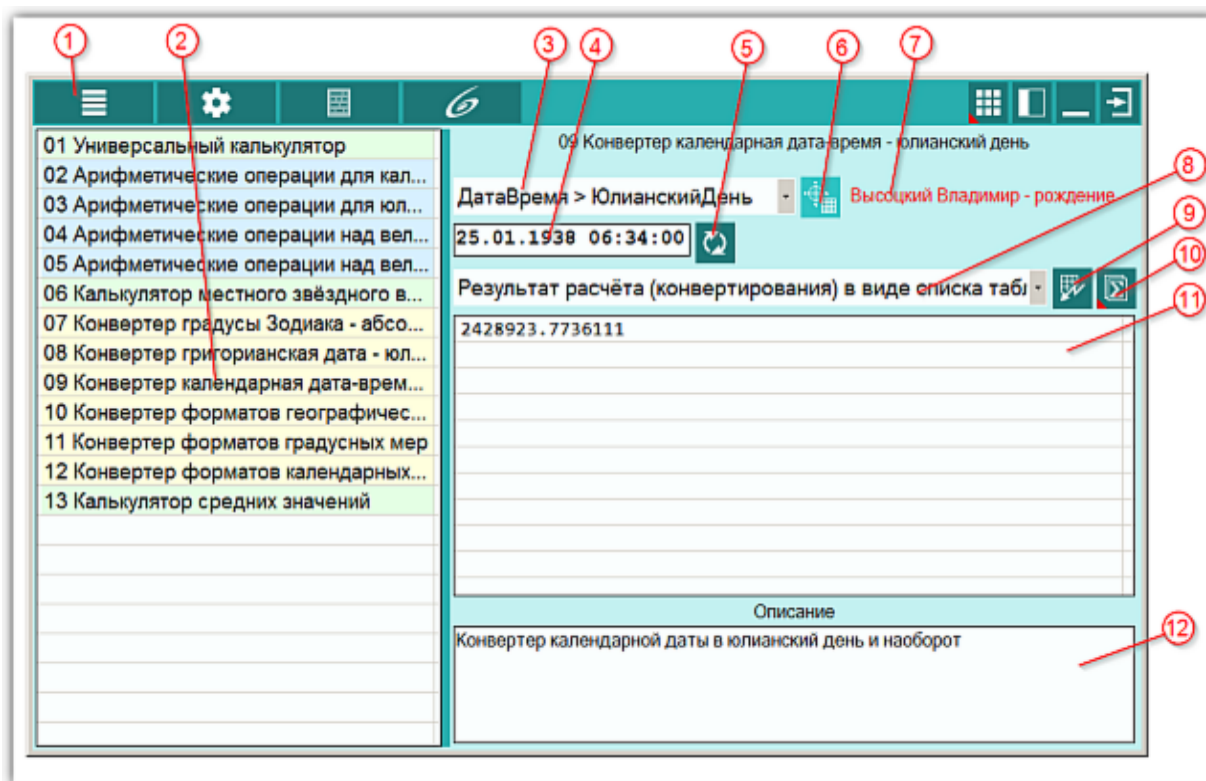 1 2 3 4 5 6 7
01 Универсальный калькулятор
02 Арифметические операции для кал...
03 Арифметические операции для юл...
04 Арифметические операции над вел...
05 Арифметические операции над вел...
06 Калькулятор местного звёздного в...
07 Конвертер градусы Зодиака - абсо...
08 Конвертер григорианская дата - юл...
09 Конвертер календарная дата-врем...
10 Конвертер форматов географичес...
11 Конвертер форматов градусных мер
12 Конвертер форматов календарных...
13 Калькулятор средних значений
09 Конвертер календарная дата-время - юлианский день
ДатаВремя > ЮлианскийДень
Высоцкий Владимир - рождение
8
25.01.1938 06:34:00
9
10
Результат расчёта (конвертирования) в виде списка табл
11
2428923.7736111
Описание
Конвертер календарной даты в юлианский день и наоборот
12